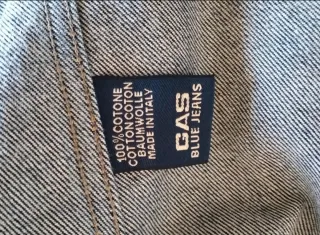 GAS
BLUE JEANS
100% COTONE
COTTON COTON
BAUMWOLLE
MADE IN ITALY